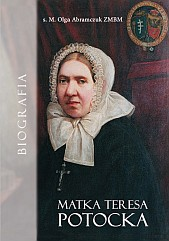 s. M. Olga Abramczuk ZMBM
BIOGRAFIA
MATKA TERESA
POTOCKA